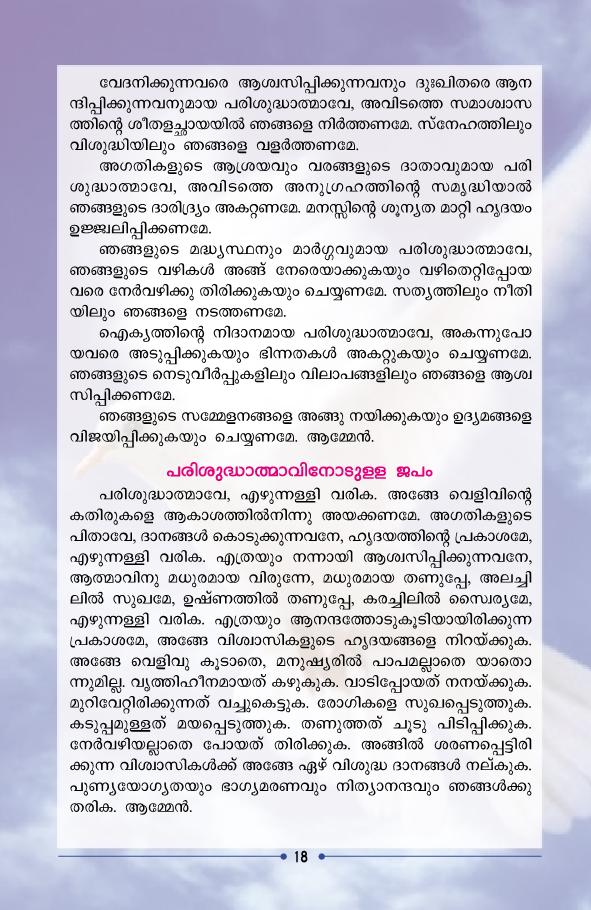 വേദനിക്കുന്നവരെ ആശ്വസിപ്പിക്കുന്നവനും ദുഃഖിതരെ ആന
ന്ദിപ്പിക്കുന്നവനുമായ പരിശുദ്ധാത്മാവേ, അവിടത്തെ സമാശ്വാസ
ത്തിന്റെ ശീതളച്ഛായയിൽ ഞങ്ങളെ നിർത്തണമേ. സ്നേഹത്തിലും
വിശുദ്ധിയിലും ഞങ്ങളെ വളർത്തണമേ.
അഗതികളുടെ ആശ്രയവും വരങ്ങളുടെ ദാതാവുമായ പരി
ശുദ്ധാത്മാവേ, അവിടത്തെ അനുഗ്രഹത്തിന്റെ സമൃദ്ധിയാൽ
ഞങ്ങളുടെ ദാരിദ്ര്യം അകറ്റണമേ. മനസ്സിന്റെ ശൂന്യത മാറ്റി ഹൃദയം
ഉജ്ജ്വലിപ്പിക്കണമേ.
ഞങ്ങളുടെ മദ്ധ്യസ്ഥനും മാർഗ്ഗവുമായ പരിശുദ്ധാത്മാവേ,
ഞങ്ങളുടെ വഴികൾ അങ്ങ് നേരെയാക്കുകയും വഴിതെറ്റിപ്പോയ
വരെ നേർവഴിക്കു തിരിക്കുകയും ചെയ്യണമേ. സത്യത്തിലും നീതി
യിലും ഞങ്ങളെ നടത്തണമേ.
ഐക്യത്തിന്റെ നിദാനമായ പരിശുദ്ധാത്മാവേ, അകന്നുപോ
യവരെ അടുപ്പിക്കുകയും ഭിന്നതകൾ അകറ്റുകയും ചെയ്യണമേ.
ഞങ്ങളുടെ നെടുവീർപ്പുകളിലും വിലാപങ്ങളിലും ഞങ്ങളെ ആശ്വ
സിപ്പിക്കണമേ.
ഞങ്ങളുടെ സമ്മേളനങ്ങളെ അങ്ങു നയിക്കുകയും ഉദ്യമങ്ങളെ
വിജയിപ്പിക്കുകയും ചെയ്യണമേ. ആമ്മേൻ.
പരിശുദ്ധാത്മാവിനോടുളള ജപം
പരിശുദ്ധാത്മാവേ, എഴുന്നള്ളി വരിക. അങ്ങേ വെളിവിന്റെ
കതിരുകളെ ആകാശത്തിൽനിന്നു അയക്കണമേ. അഗതികളുടെ
പിതാവേ, ദാനങ്ങൾ കൊടുക്കുന്നവനേ, ഹൃദയത്തിന്റെ പ്രകാശമേ,
എഴുന്നള്ളി വരിക. എത്രയും നന്നായി ആശ്വസിപ്പിക്കുന്നവനേ,
ആത്മാവിനു മധുരമായ വിരുന്നേ, മധുരമായ തണുപ്പേ, അലച്ചി
ലിൽ സുഖമേ, ഉഷ്ണത്തിൽ തണുപ്പേ, കരച്ചിലിൽ സ്വൈര്യമേ,
എഴുന്നള്ളി വരിക. എത്രയും ആനന്ദത്തോടുകൂടിയായിരിക്കുന്ന
പ്രകാശമേ, അങ്ങേ വിശ്വാസികളുടെ ഹൃദയങ്ങളെ നിറയ്ക്കുക.
അങ്ങേ വെളിവു കൂടാതെ, മനുഷ്യരിൽ പാപമല്ലാതെ യാതൊ
ന്നുമില്ല. വൃത്തിഹീനമായത് കഴുകുക. വാടിപ്പോയത് നനയ്ക്കുക.
മുറിവേറ്റിരിക്കുന്നത് വച്ചുകെട്ടുക. രോഗികളെ സുഖപ്പെടുത്തുക.
കടുപ്പമുള്ളത് മയപ്പെടുത്തുക. തണുത്തത് ചൂടു പിടിപ്പിക്കുക.
നേർവഴിയല്ലാതെ പോയത് തിരിക്കുക. അങ്ങിൽ ശരണപ്പെട്ടിരി
ക്കുന്ന വിശ്വാസികൾക്ക് അങ്ങേ ഏഴ് വിശുദ്ധ ദാനങ്ങൾ നല്കുക.
പുണ്യയോഗ്യതയും ഭാഗ്യമരണവും നിത്യാനന്ദവും ഞങ്ങൾക്കു
തരിക. ആമ്മേൻ.
18